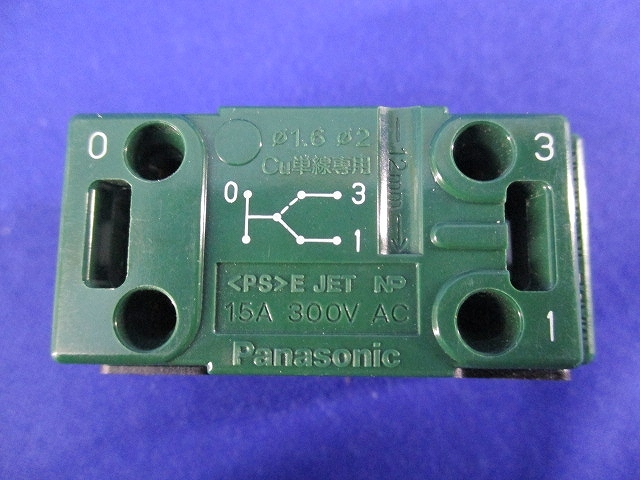 0
ø1.6 ø2
Cu単線専用
3
0
3
1
12mm
<PS>E JET NP
15A 300V AC
1
Panasonic